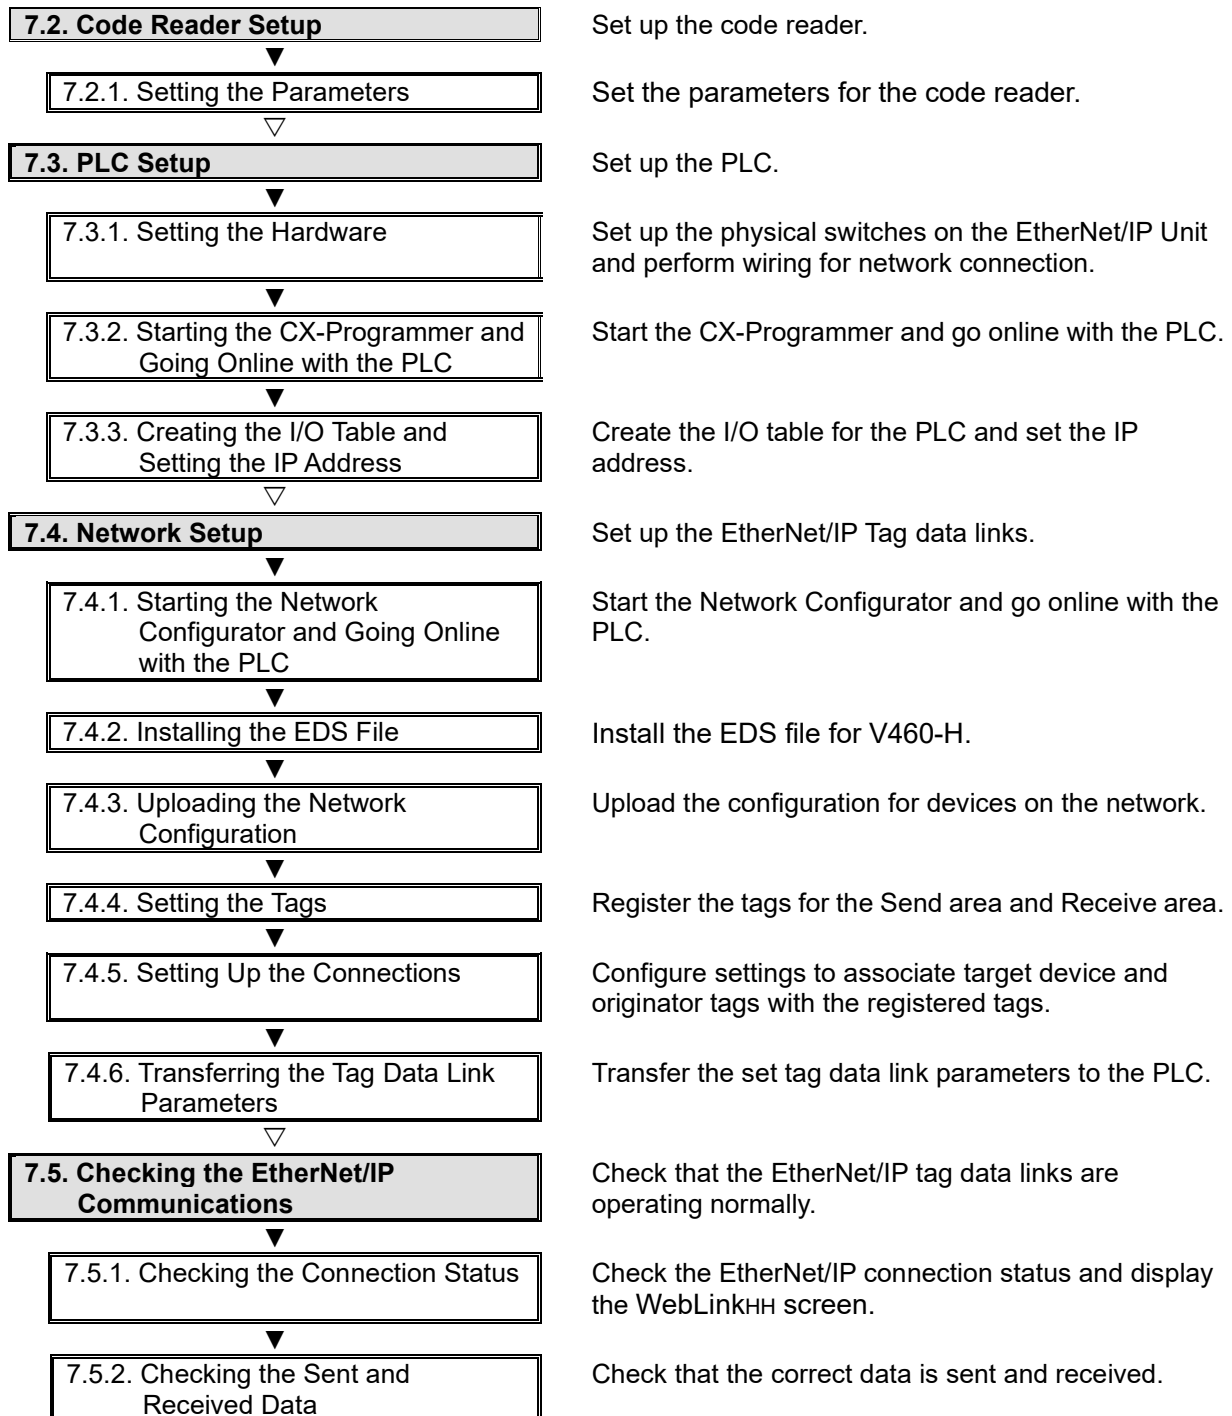 7.2. Code Reader Setup
Set up the code reader.
▼
7.2.1. Setting the Parameters
Set the parameters for the code reader.
▽
7.3. PLC Setup
Set up the PLC.
▼
7.3.1. Setting the Hardware
Set up the physical switches on the EtherNet/IP Unit
and perform wiring for network connection.
▼
7.3.2. Starting the CX-Programmer and
Going Online with the PLC
Start the CX-Programmer and go online with the PLC.
▼
7.3.3. Creating the I/O Table and
Setting the IP Address
Create the I/O table for the PLC and set the IP
address.
▽
7.4. Network Setup
Set up the EtherNet/IP Tag data links.
▼
7.4.1. Starting the Network
Configurator and Going Online
with the PLC
Start the Network Configurator and go online with the
PLC.
▼
7.4.2. Installing the EDS File
Install the EDS file for V460-H.
▼
7.4.3. Uploading the Network
Configuration
Upload the configuration for devices on the network.
▼
7.4.4. Setting the Tags
Register the tags for the Send area and Receive area.
▼
7.4.5. Setting Up the Connections
Configure settings to associate target device and
originator tags with the registered tags.
▼
7.4.6. Transferring the Tag Data Link
Parameters
Transfer the set tag data link parameters to the PLC.
▽
7.5. Checking the EtherNet/IP
Communications
Check that the EtherNet/IP tag data links are
operating normally.
▼
7.5.1. Checking the Connection Status
Check the EtherNet/IP connection status and display
the WebLinkHH screen.
▼
7.5.2. Checking the Sent and
Received Data
Check that the correct data is sent and received.